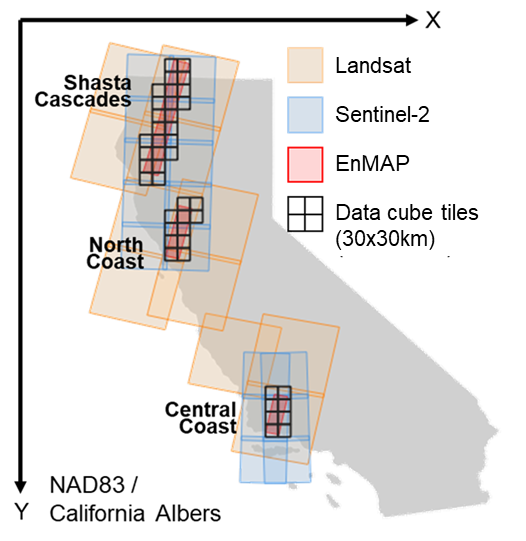 X
Shasta
Cascades
Landsat
Sentinel-2
EnMAP
Data cube tiles
(30x30km)
North
Coast
Central
Coast
NAD83 /
Y California Albers